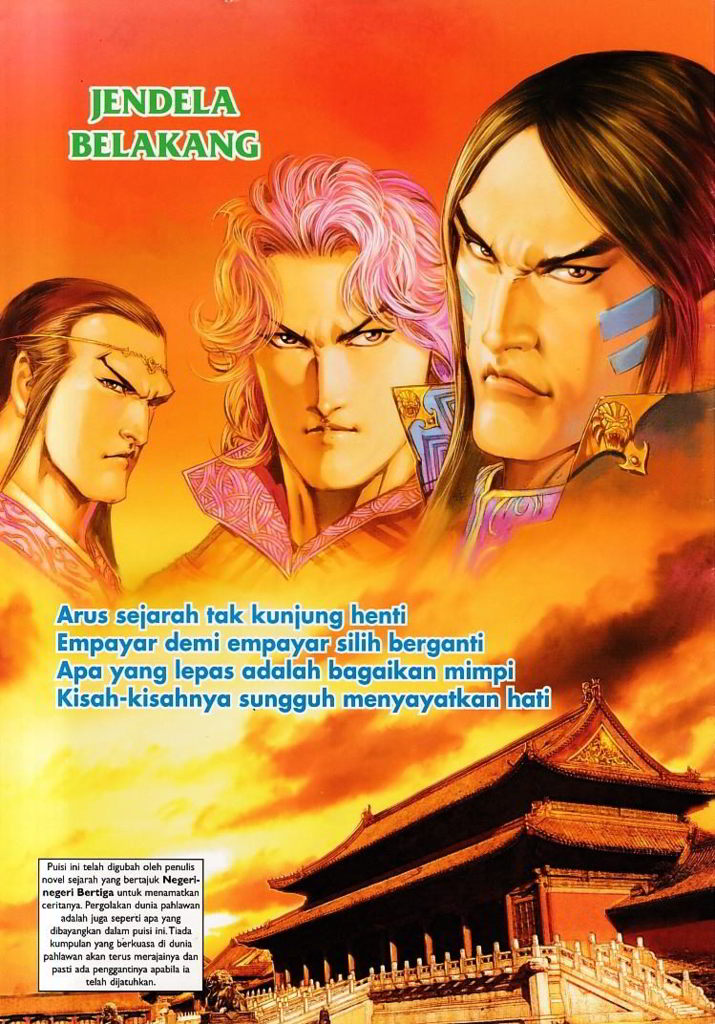 JENDELA
BELAKANG
Arus sejarah tak kunjung henti
Empayar demi empayar silih berganti
Apa yang lepas adalah bagaikan mimpi
Kisah-kisahnya sungguh menyayatkan hati
Puisi ini telah digubah oleh penulis
novel sejarah yang bertajuk Negeri-
negeri Bertiga untuk menamatkan
ceritanya. Pergolakan dunia pahlawan
adalah juga seperti apa yang
dibayangkan dalam puisi ini. Tiada
kumpulan yang berkuasa di dunia
pahlawan akan terus merajainya dan
pasti ada penggantinya apabila ia
telah dijatuhkan.